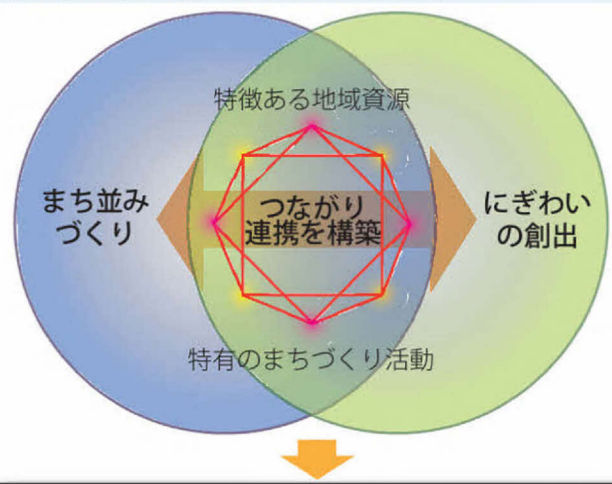 特徴ある地域資源
まち並み
づくり
つながり
連携を構築
にぎわい
の創出
特有のまちづくり活動